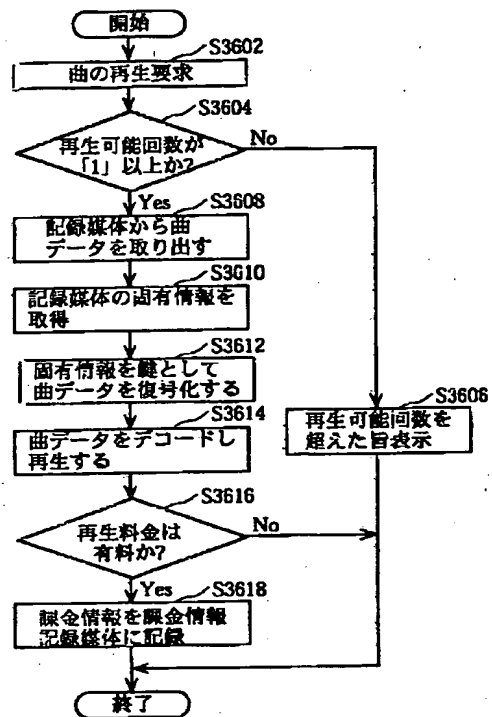 開始
S3602
曲の再生要求
S3604
再生可能回数が
「1」以上か?
No
Yes
S3608
記録媒体から曲
データを取り出す
S3610
記録媒体の固有情報を
取得
S3612
固有情報を鍵として
曲データを復号化する
S3614
曲データをデコードし
再生する
S3606
再生可能回数を
超えた旨表示
S3616
再生料金は
有料か?
No
Yes
S3618
課金情報を課金情報
記録媒体に記録
終了